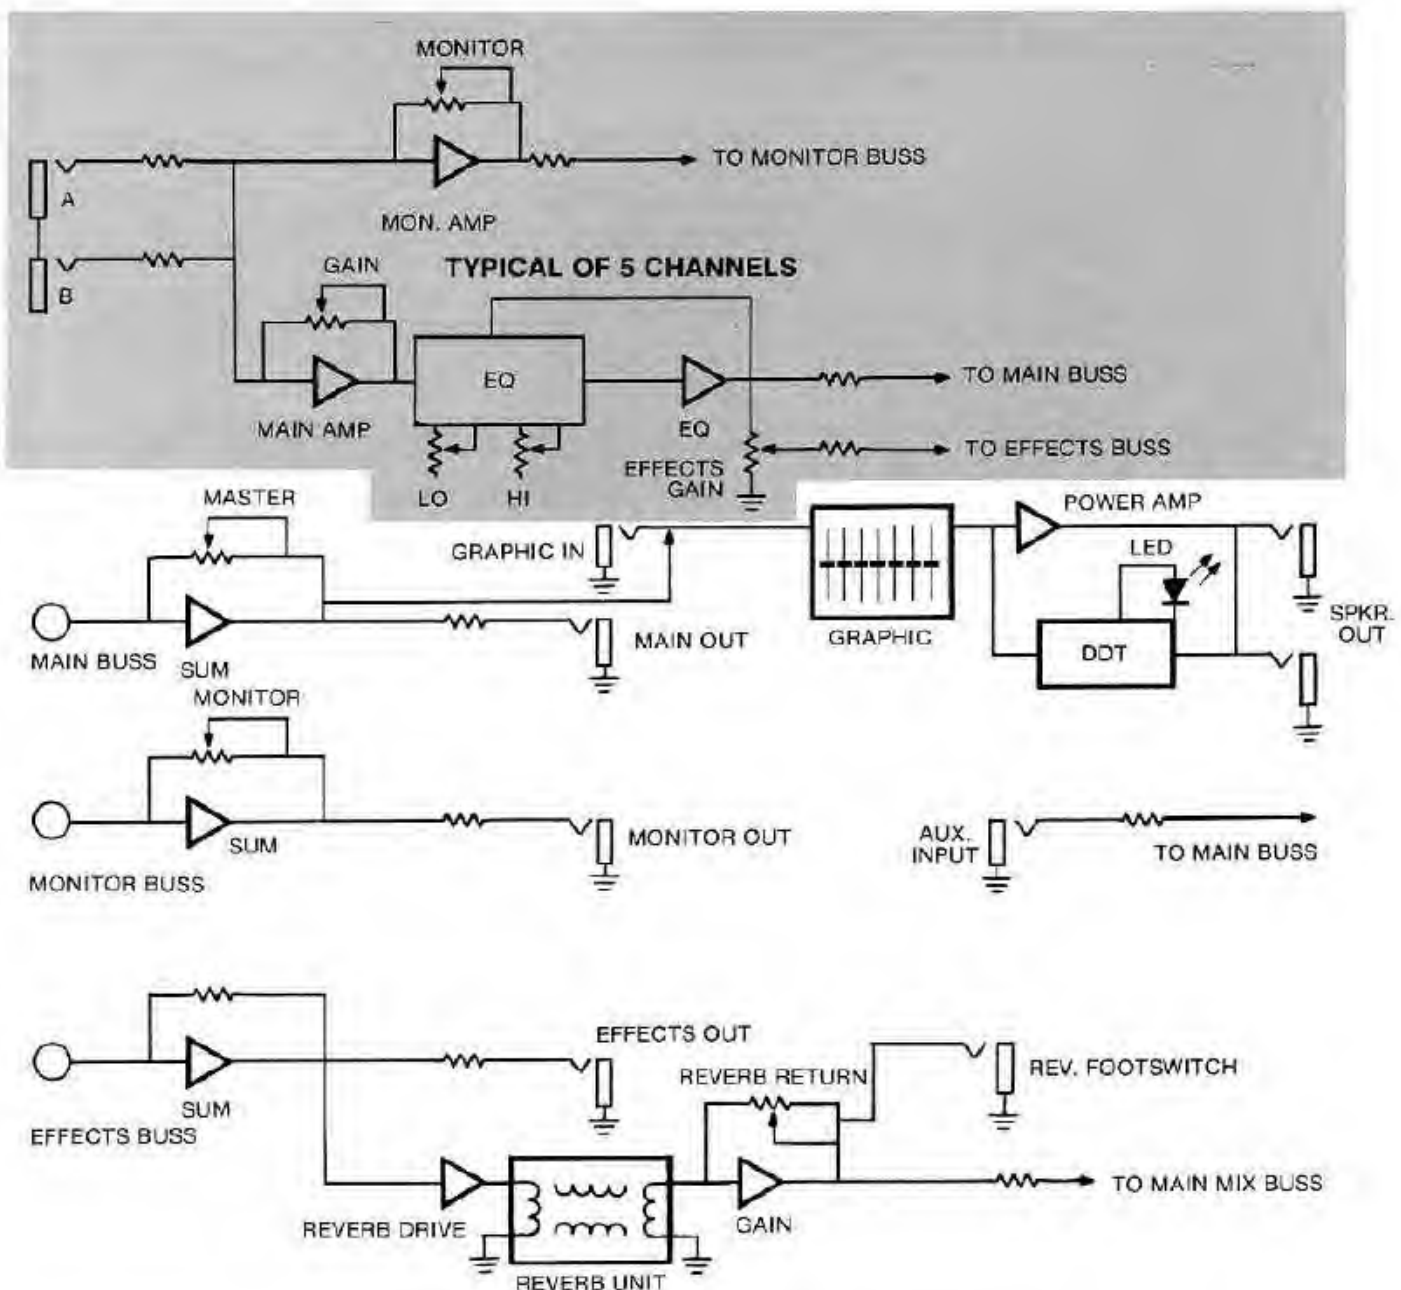 MONITOR
TO MONITOR BUSS
A
MON. AMP
B
GAIN
TYPICAL OF 5 CHANNELS
EQ
TO MAIN BUSS
MAIN AMP
EQ
TO EFFECTS BUSS
EFFECTS
GAIN
LO
HI
MASTER
GRAPHIC IN
POWER AMP
LED
MAIN BUSS
SUM
MAIN OUT
GRAPHIC
DDT
SPKR.
OUT
MONITOR
SUM
MONITOR OUT
MONITOR BUSS
AUX.
INPUT
TO MAIN BUSS
EFFECTS OUT
SUM
EFFECTS BUSS
REVERB RETURN
REV. FOOTSWITCH
REVERB DRIVE
GAIN
TO MAIN MIX BUSS
REVERB UNIT